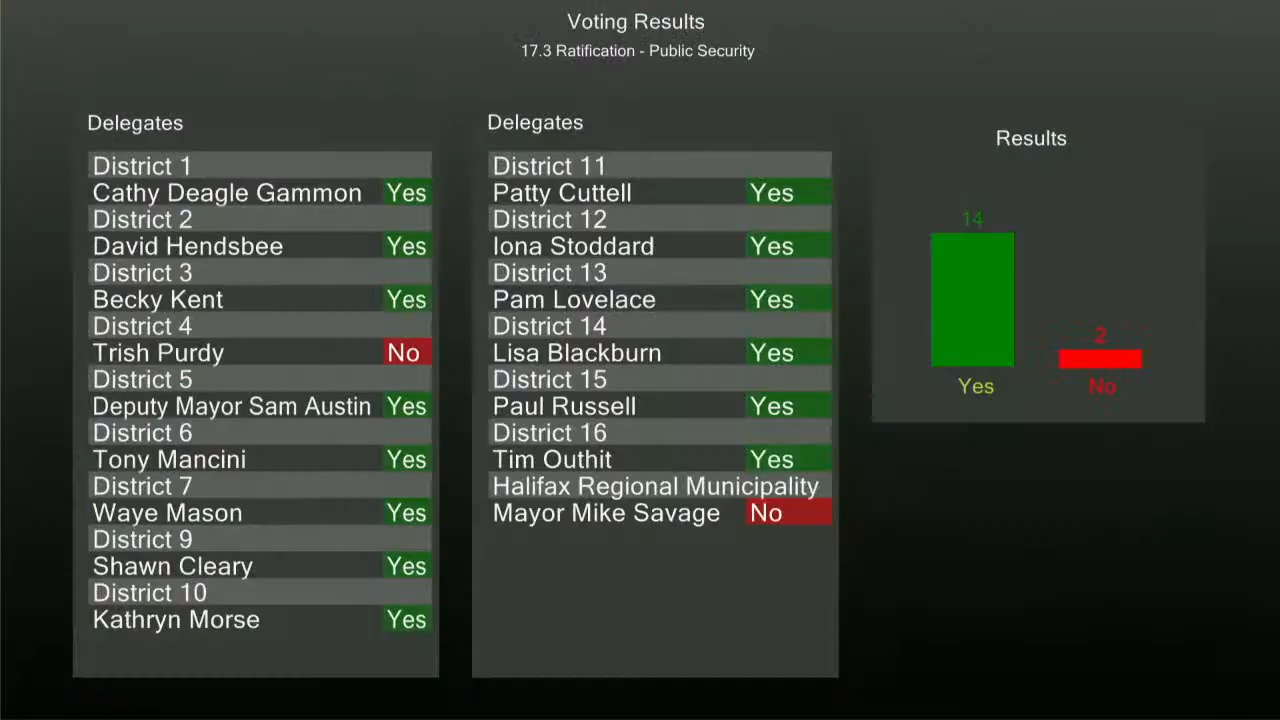 Voting Results
17.3 Ratification - Public Security
Delegates
District 1
Cathy Deagle Gammon Yes
District 2
David Hendsbee Yes
District 3
Becky Kent Yes
District 4
Trish Purdy No
District 5
Deputy Mayor Sam Austin Yes
District 6
Tony Mancini Yes
District 7
Waye Mason Yes
District 9
Shawn Cleary Yes
District 10
Kathryn Morse Yes
Delegates
District 11
Patty Cuttell Yes
District 12
Iona Stoddard Yes
District 13
Pam Lovelace Yes
District 14
Lisa Blackburn Yes
District 15
Paul Russell Yes
District 16
Tim Outhit Yes
Halifax Regional Municipality
Mayor Mike Savage No
Results
14
2
Yes No